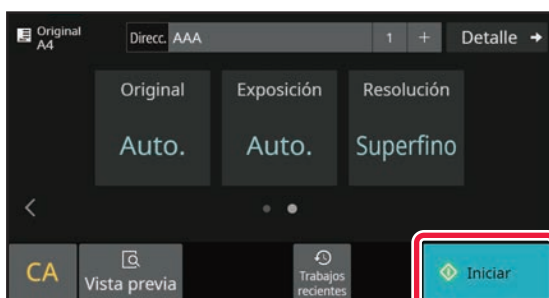 Original
A4
Direcc. AAA 1 + Detalle
Original Exposición Resolución
Auto. Auto. Superfino
CA
Vista previa
Trabajos
recientes
Iniciar